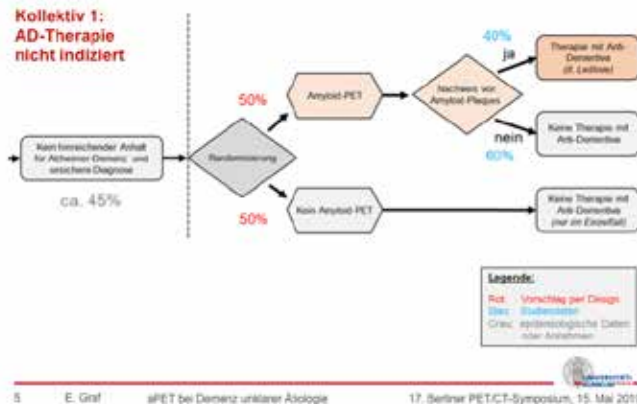 Kollektiv 1:
AD-Therapie
nicht indiziert
Kein hinreichender Anhalt
für Alzheimer-Demenz und
unsichere Diagnose
ca. 45%
Randomisierung
50%
50%
Amyloid-PET
Kein Amyloid-PET
Nachweis von
Amyloid-Plaques
40%
ja
nein
60%
Therapie mit Anti-
Dementiva
(lt. Leitlinie)
Keine Therapie mit
Anti-Dementiva
Keine Therapie mit
Anti-Dementiva
(nur im Einzelfall)
Legende:
Rot: Vorschlag per Design
Blau: Studiendaten
Grau: epidemiologische Daten
oder Annahmen
UNIVERSITÄTS
KLINIKUM
5 E. Graf aPET bei Demenz unklarer Ätiologie 17. Berliner PET/CT-Symposium, 15. Mai 201